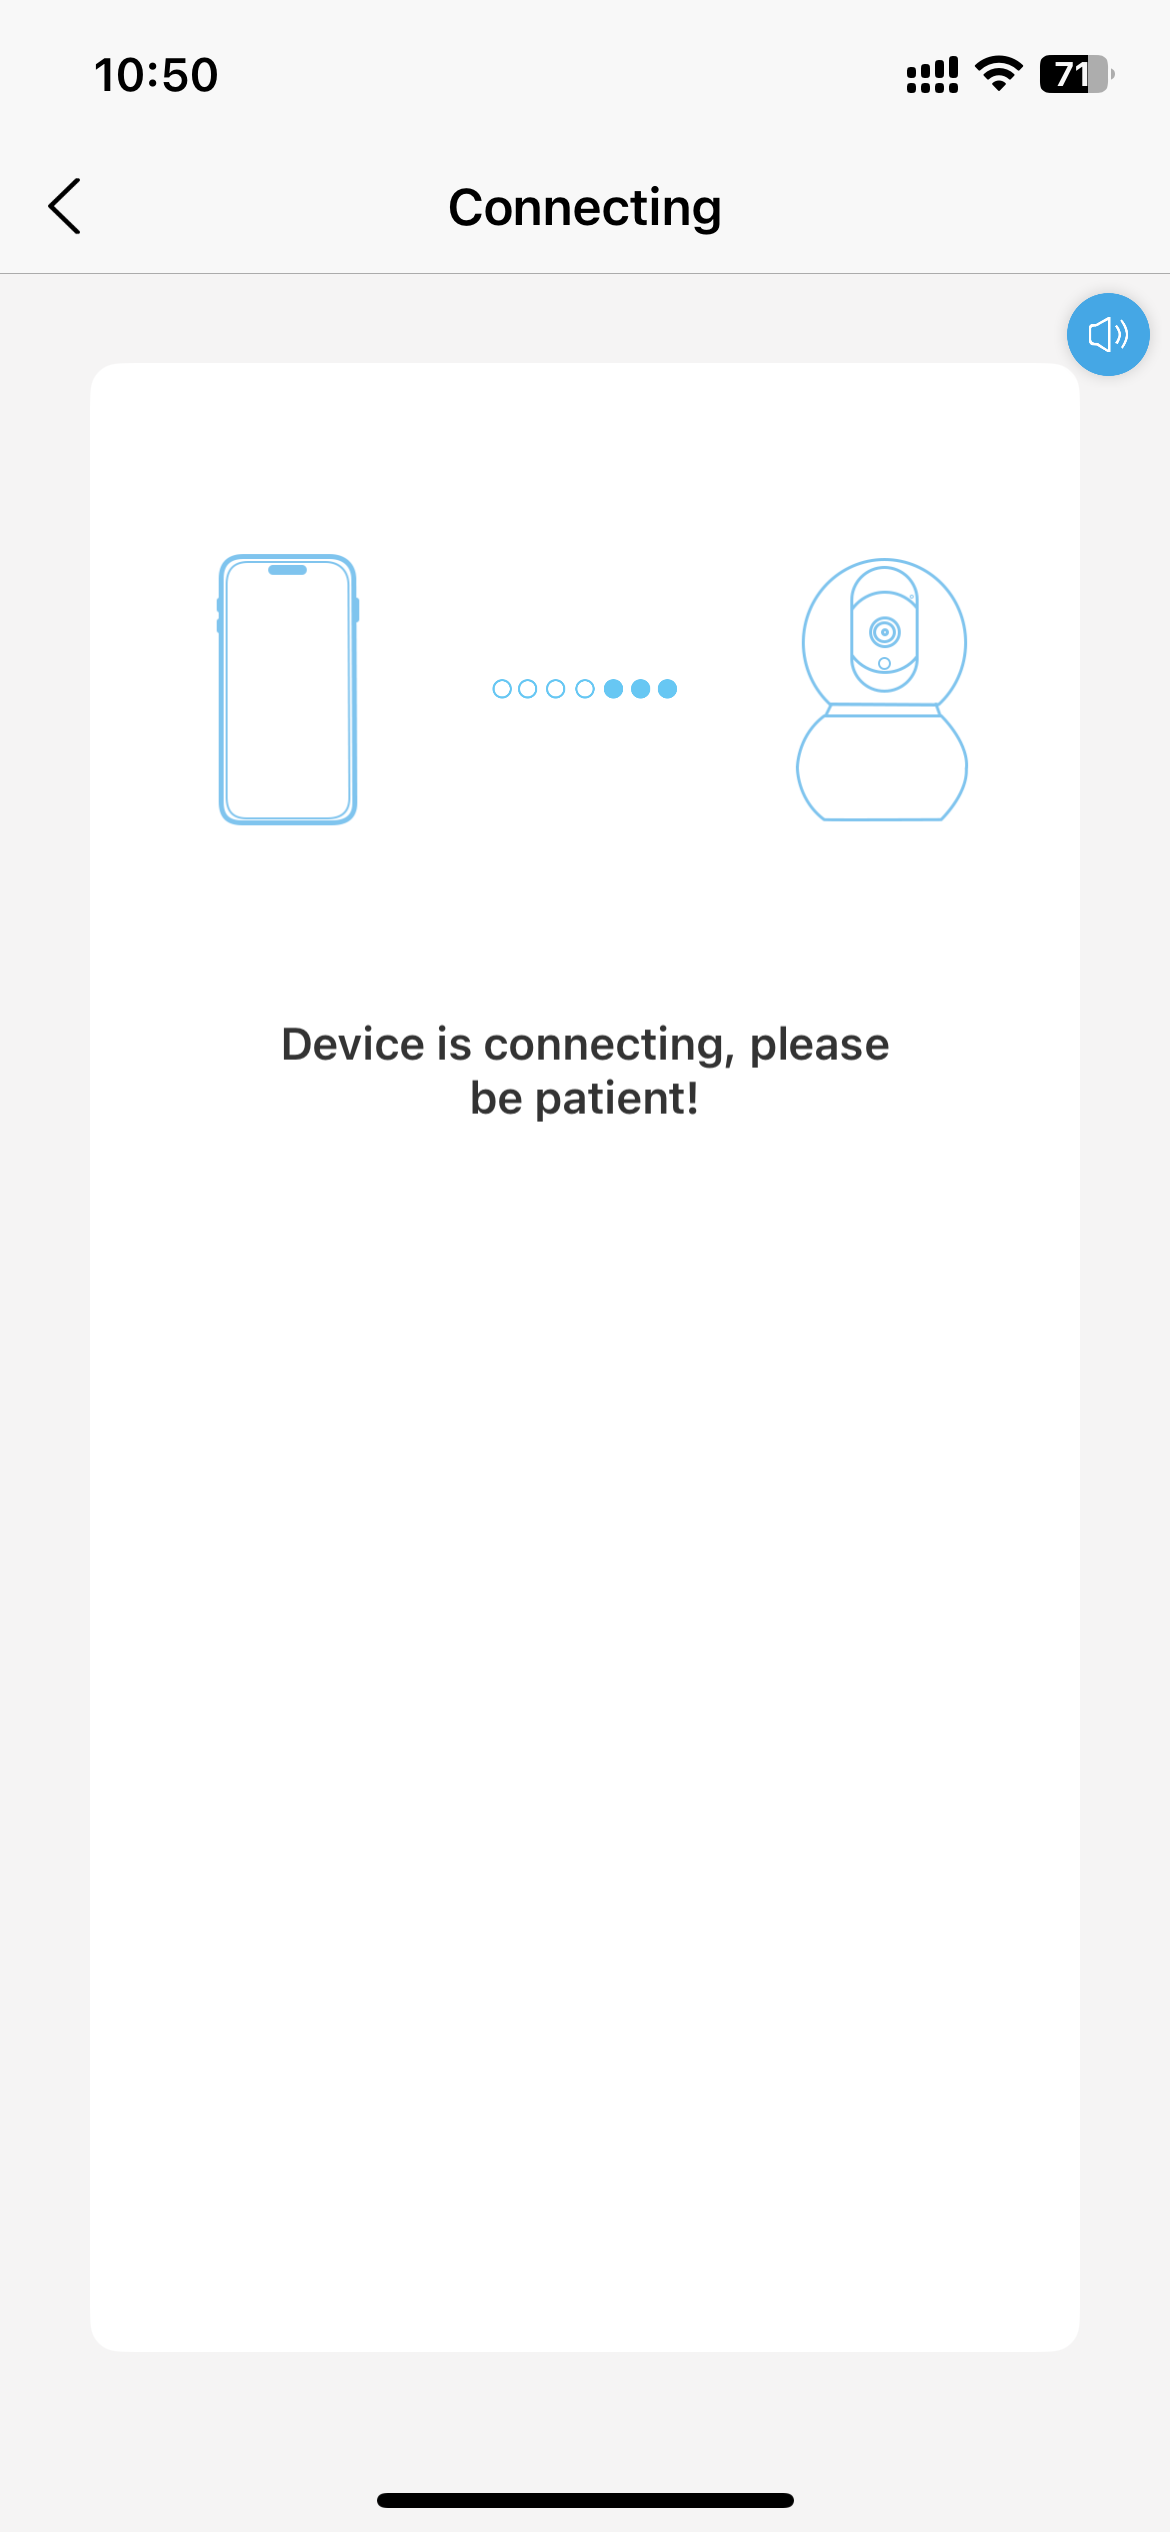 10:50
71
Connecting
Device is connecting, please
be patient!